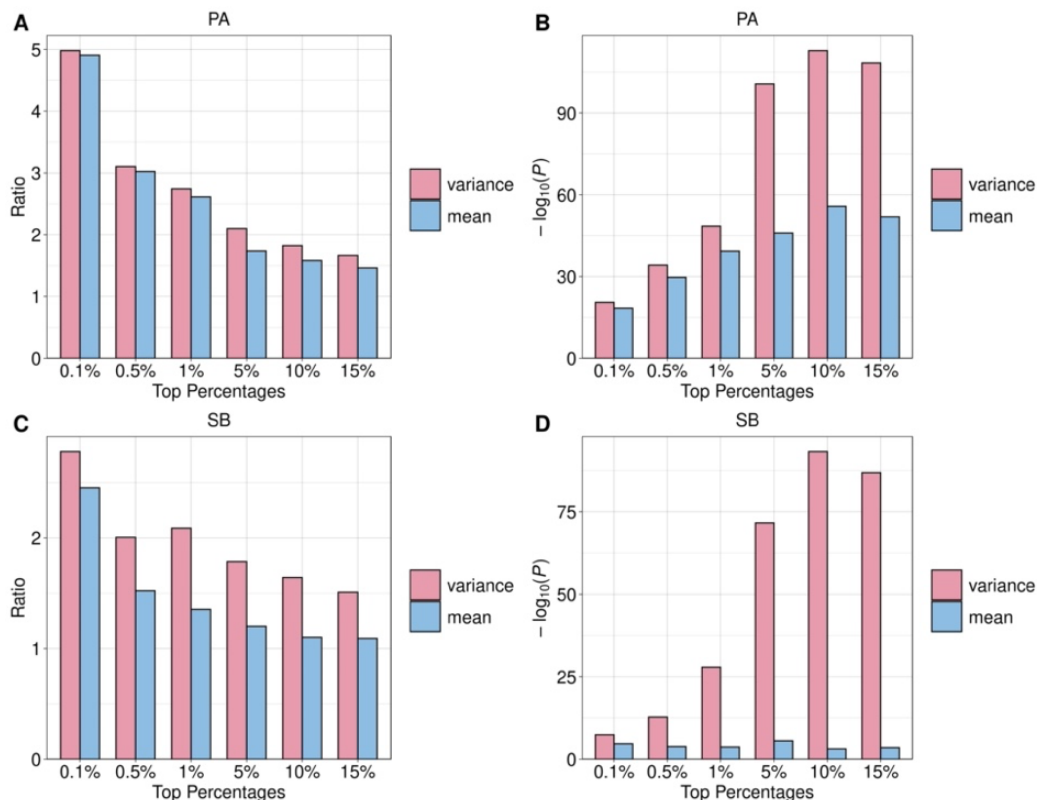 A
PA
5
4
3
2
1
0
Ratio
0.1% 0.5% 1% 5% 10% 15%
Top Percentages
variance
mean
B
PA
90
60
30
0
− log10(P)
0.1% 0.5% 1% 5% 10% 15%
Top Percentages
variance
mean
C
SB
2
1
0
Ratio
0.1% 0.5% 1% 5% 10% 15%
Top Percentages
variance
mean
D
SB
75
50
25
0
− log10(P)
0.1% 0.5% 1% 5% 10% 15%
Top Percentages
variance
mean